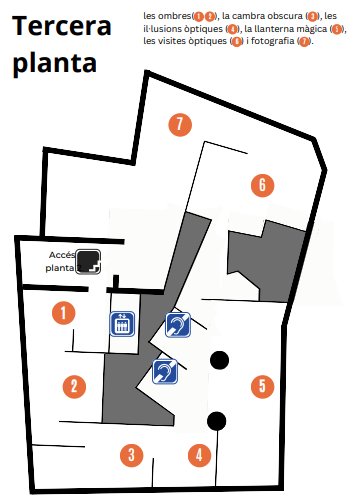 Tercera
planta
les ombres(1 2), la cambra obscura (3), les
il·lusions òptiques (4), la llanterna màgica (5),
les visites òptiques (6) i fotografia (7).
7
6
Accés
planta
1
2
5
3
4